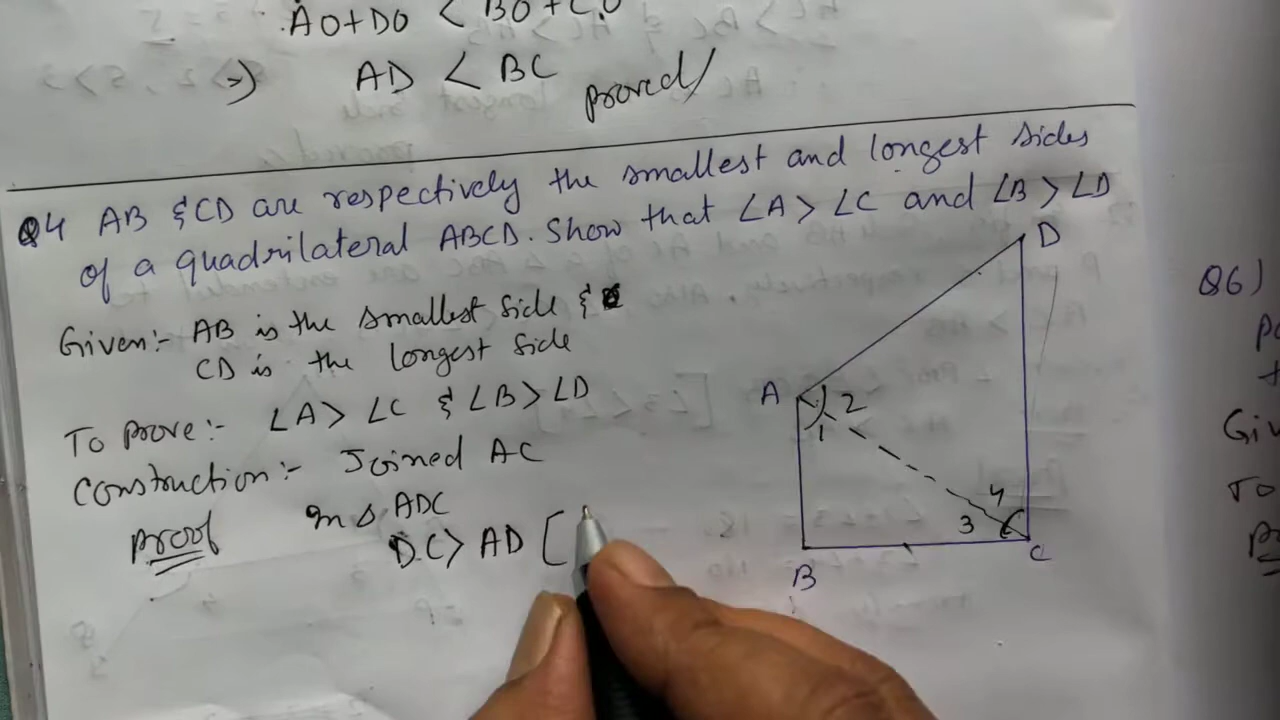 AO+DO < BO+CO
=> AD < BC proved/
Q4 AB & CD are respectively the smallest and longest sides
of a quadrilateral ABCD. Show that ∠A > ∠C and ∠B > ∠D
Given:- AB is the smallest side &
CD is the longest side
To prove:- ∠A > ∠C & ∠B > ∠D
Construction:- Joined AC
Proof In △ ADC
DC > AD [
D
A 2
1
4
3
B C
Q6)
Giv
To